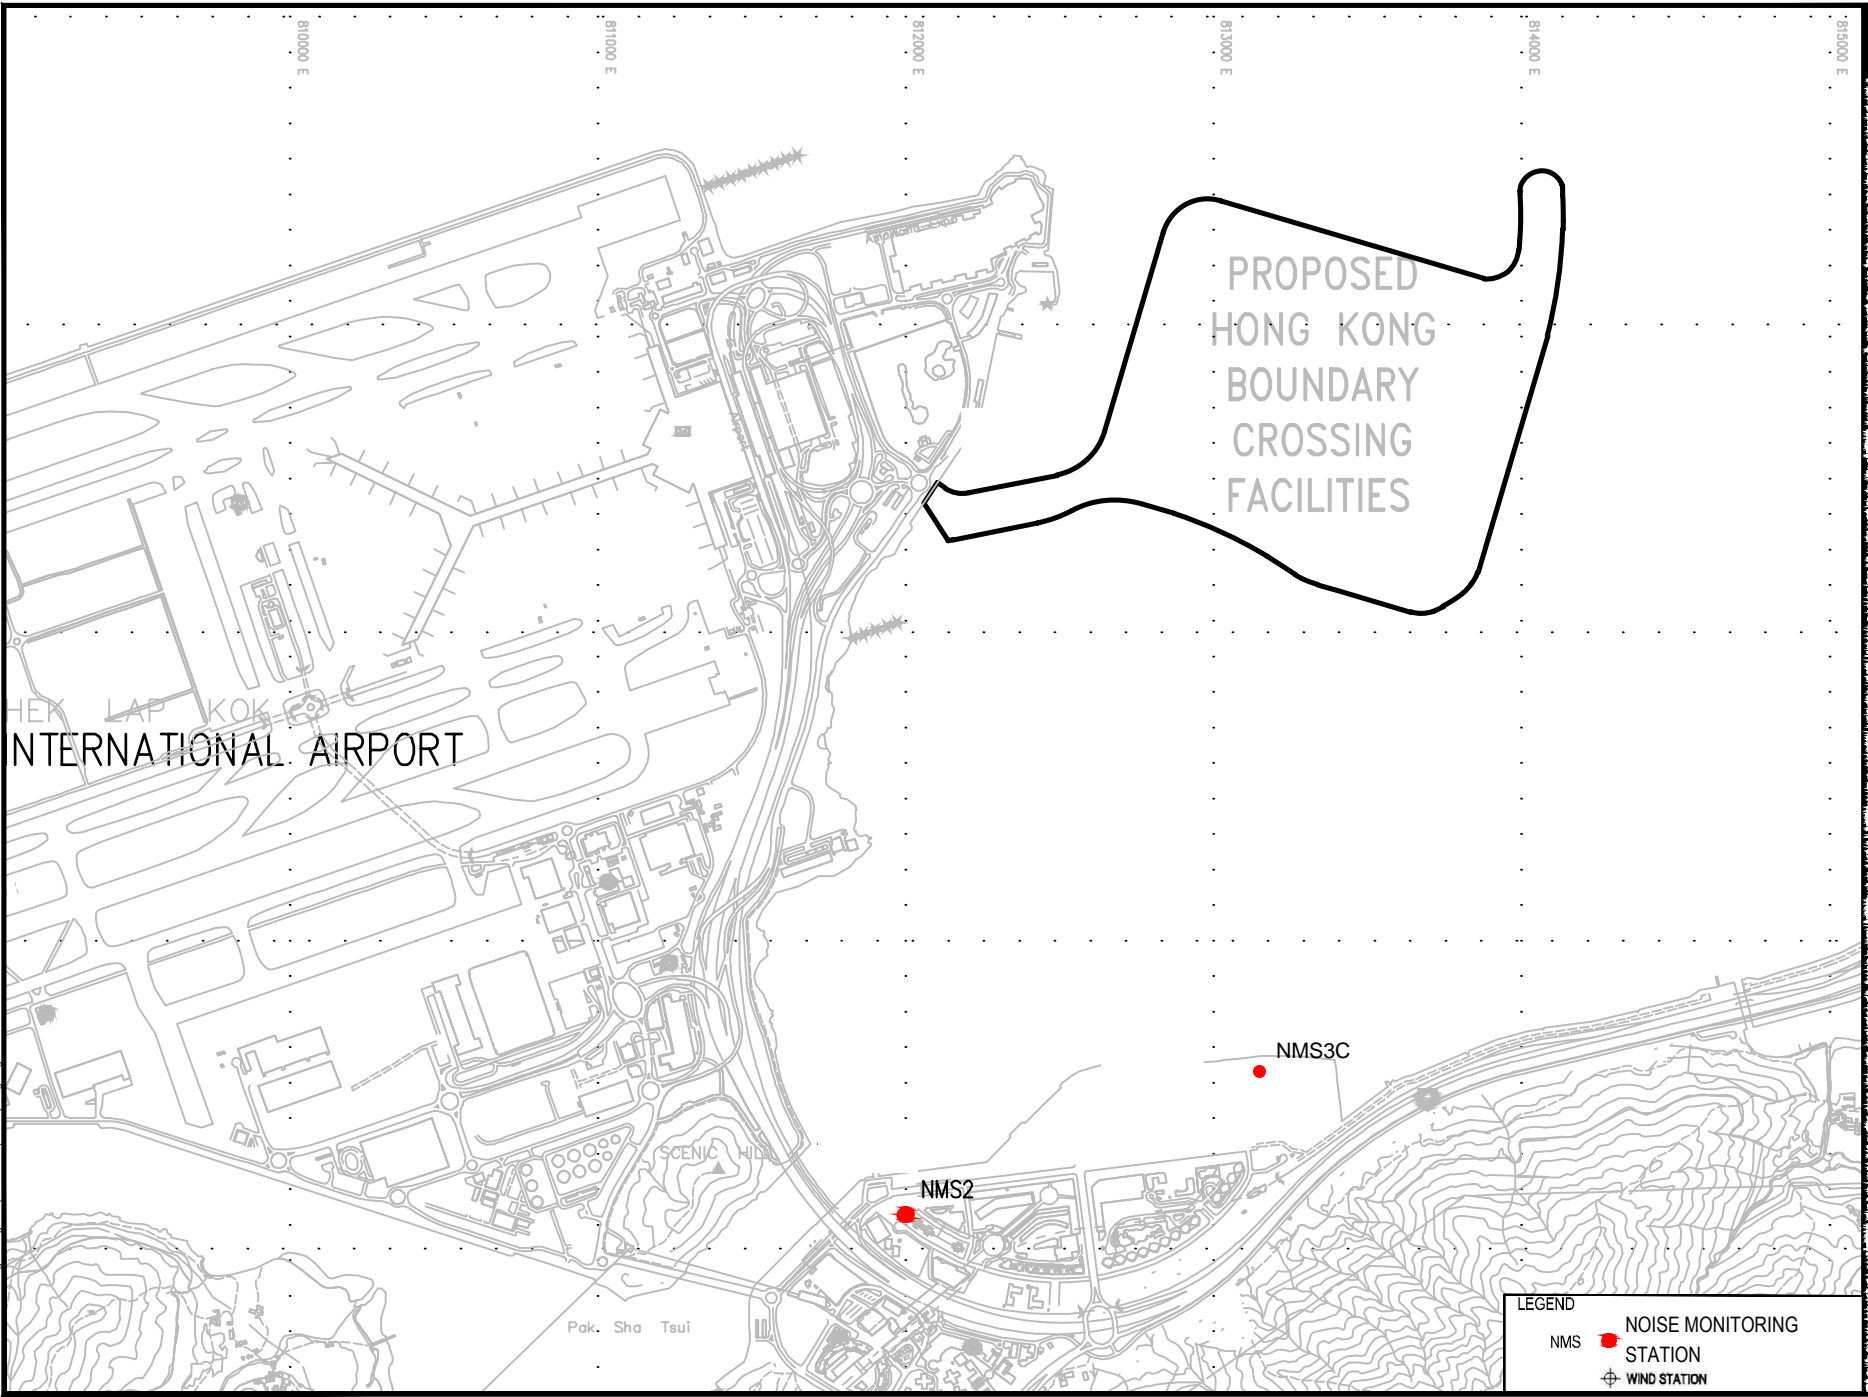 810000 E
811000 E
812000 E
813000 E
814000 E
815000 E
PROPOSED
HONG KONG
BOUNDARY
CROSSING
FACILITIES
Airport
HEK LAP KOK
INTERNATIONAL AIRPORT
NMS3C
SCENIC HILL
NMS2
Pak Sha Tsui
LEGEND
NMS
NOISE MONITORING
STATION
WIND STATION